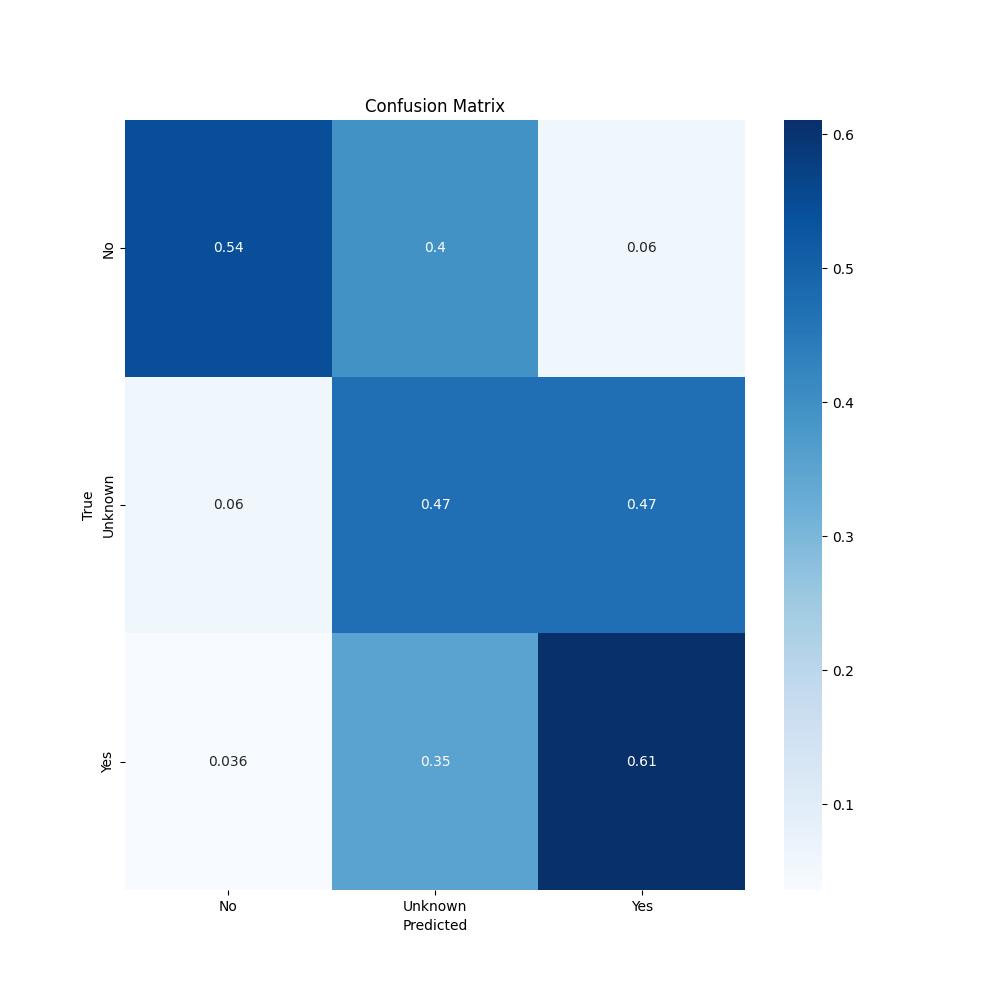 Confusion Matrix
No
0.54 0.4 0.06
True
Unknown
0.06 0.47 0.47
Yes
0.036 0.35 0.61
No Unknown Yes
Predicted
0.6
0.5
0.4
0.3
0.2
0.1